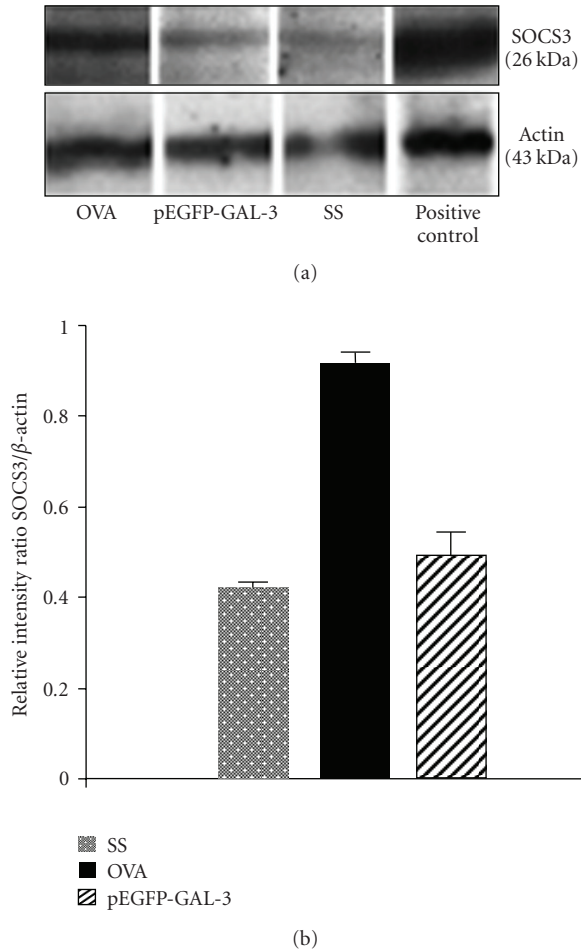 SOCS3
(26 kDa)
Actin
(43 kDa)
OVA pEGFP-GAL-3 SS Positive
control
(a)
Relative intensity ratio SOCS3/β-actin
1
0.8
0.6
0.4
0.2
0
SS
OVA
pEGFP-GAL-3
(b)